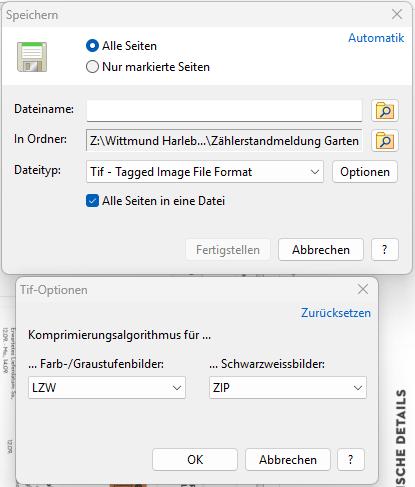 Speichern
Alle Seiten
Automatik
Nur markierte Seiten
Dateiname:
In Ordner:
Z:\Wittmund Harleb...\Zählerstandmeldung Garten
Dateityp:
Tif - Tagged Image File Format
Optionen
Alle Seiten in eine Datei
Fertigstellen
Abbrechen
?
Tif-Optionen
Zurücksetzen
Komprimierungsalgorithmus für ...
... Farb-/Graustufenbilder:
... Schwarzweissbilder:
LZW
ZIP
OK
Abbrechen
?
ISCHE DETAILS